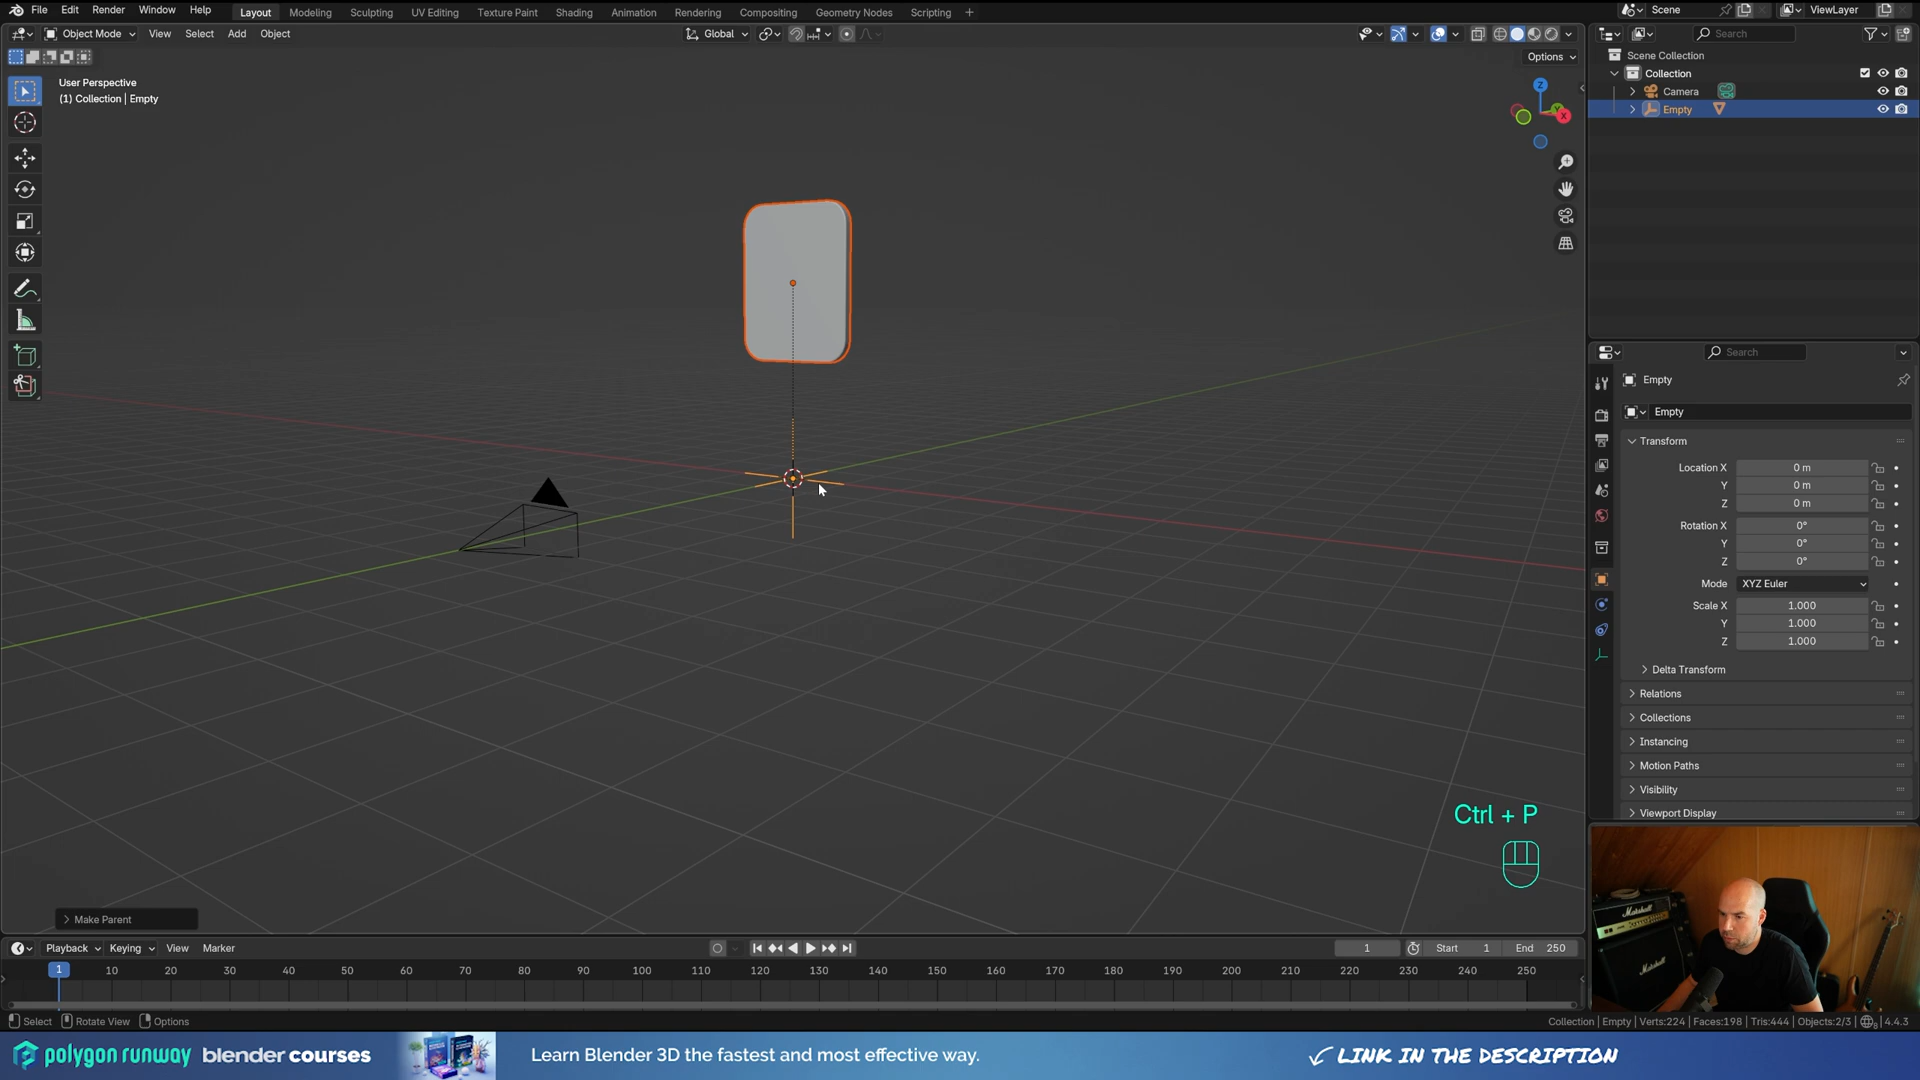 File Edit Render Window Help Layout Modeling Sculpting UV Editing Texture Paint Shading Animation Rendering Compositing Geometry Nodes Scripting + Scene ViewLayer
Object Mode View Select Add Object Global Search
Options
User Perspective
(1) Collection | Empty
Z
Y
X
Scene Collection
Collection
Camera
Empty
Search
Empty
Empty
Transform
Location X 0 m
Y 0 m
Z 0 m
Rotation X 0°
Y 0°
Z 0°
Mode XYZ Euler
Scale X 1.000
Y 1.000
Z 1.000
Delta Transform
Relations
Collections
Instancing
Motion Paths
Visibility
Viewport Display
Ctrl + P
Make Parent
Marshall
Marshall
Playback Keying View Marker 1 Start 1 End 250
1 10 20 30 40 50 60 70 80 90 100 110 120 130 140 150 160 170 180 190 200 210 220 230 240 250
Select Rotate View Options Collection | Empty | Verts:224 | Faces:198 | Tris:444 | Objects:2/3 | 4.4.3
polygon runway blender courses Learn Blender 3D the fastest and most effective way. LINK IN THE DESCRIPTION